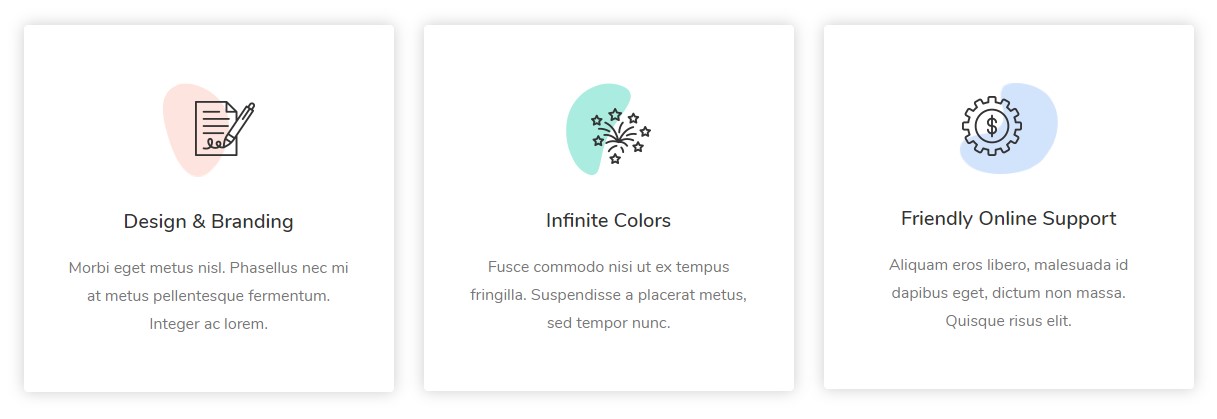 Design & Branding
Morbi eget metus nisl. Phasellus nec mi
at metus pellentesque fermentum.
Integer ac lorem.
Infinite Colors
Fusce commodo nisi ut ex tempus
fringilla. Suspendisse a placerat metus,
sed tempor nunc.
$
Friendly Online Support
Aliquam eros libero, malesuada id
dapibus eget, dictum non massa.
Quisque risus elit.